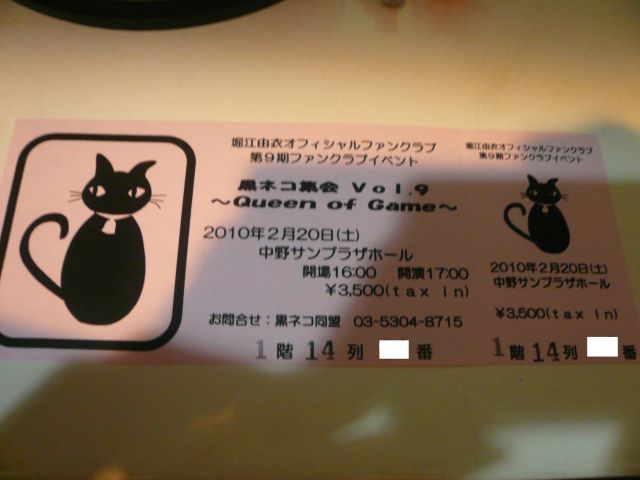 堀江由衣オフィシャルファンクラブ
第9期ファンクラブイベント
黒ネコ集会 Vol.9
～Queen of Game～
2010年2月20日(土)
中野サンプラザホール
開場16:00 開演17:00
￥3,500(tax in)
お問合せ：黒ネコ同盟 03-5304-8715
1階 14列 番
堀江由衣オフィシャルファンクラブ
第9期ファンクラブイベント
2010年2月20日(土)
中野サンプラザホール
￥3,500(tax in)
1階 14列 番